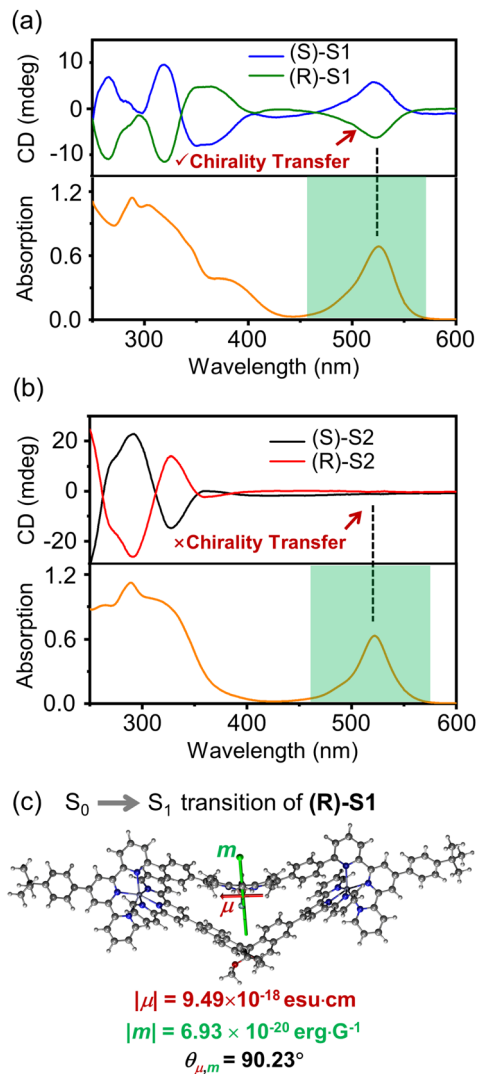 (a)
CD (mdeg)
10
0
-10
(S)-S1
(R)-S1
✓Chirality Transfer
Absorption
1.2
0.6
0.0
300 400 500 600
Wavelength (nm)
(b)
CD (mdeg)
20
0
-20
(S)-S2
(R)-S2
×Chirality Transfer
Absorption
1.2
0.6
0.0
300 400 500 600
Wavelength (nm)
(c) S0 → S1 transition of (R)-S1
m
μ
|μ| = 9.49×10⁻¹⁸ esu·cm
|m| = 6.93 × 10⁻²⁰ erg·G⁻¹
θμ,m = 90.23°